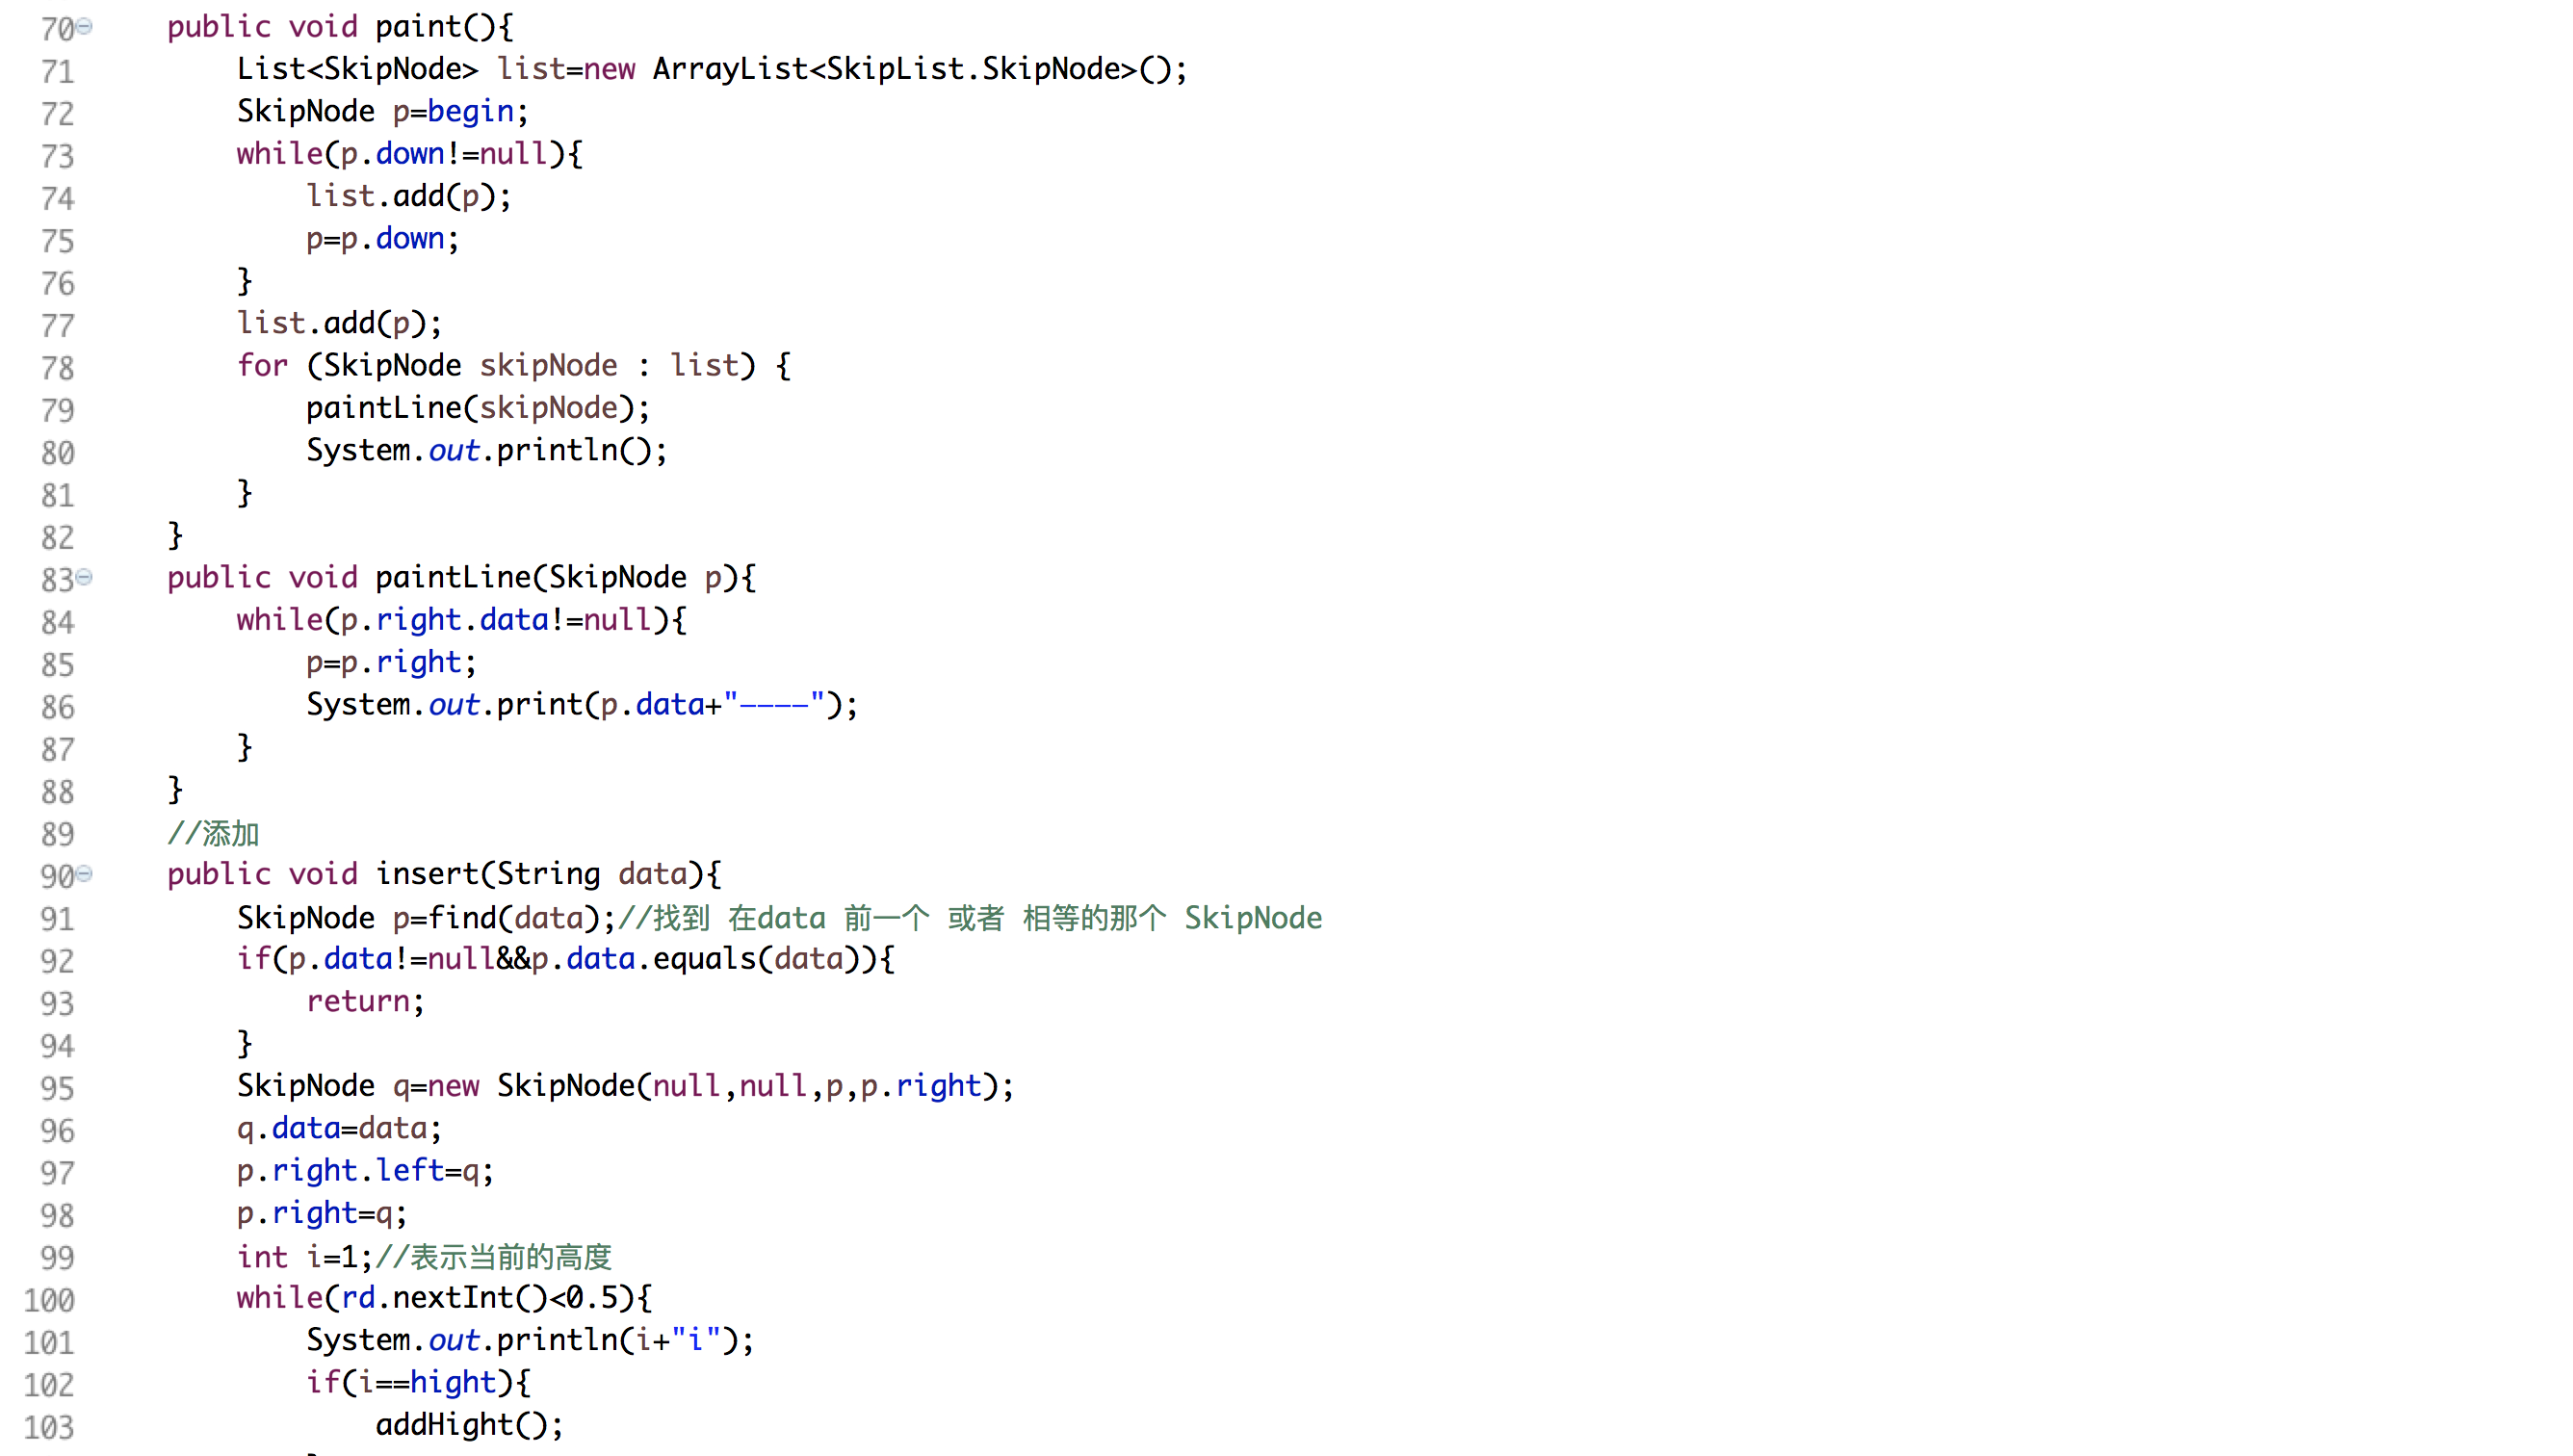 70 public void paint(){
71 List<SkipNode> list=new ArrayList<SkipList.SkipNode>();
72 SkipNode p=begin;
73 while(p.down!=null){
74 list.add(p);
75 p=p.down;
76 }
77 list.add(p);
78 for (SkipNode skipNode : list) {
79 paintLine(skipNode);
80 System.out.println();
81 }
82 }
83 public void paintLine(SkipNode p){
84 while(p.right.data!=null){
85 p=p.right;
86 System.out.print(p.data+"----");
87 }
88 }
89 //添加
90 public void insert(String data){
91 SkipNode p=find(data);//找到 在data 前一个 或者 相等的那个 SkipNode
92 if(p.data!=null&&p.data.equals(data)){
93 return;
94 }
95 SkipNode q=new SkipNode(null,null,p,p.right);
96 q.data=data;
97 p.right.left=q;
98 p.right=q;
99 int i=1;//表示当前的高度
100 while(rd.nextInt()<0.5){
101 System.out.println(i+"i");
102 if(i==hight){
103 addHight();